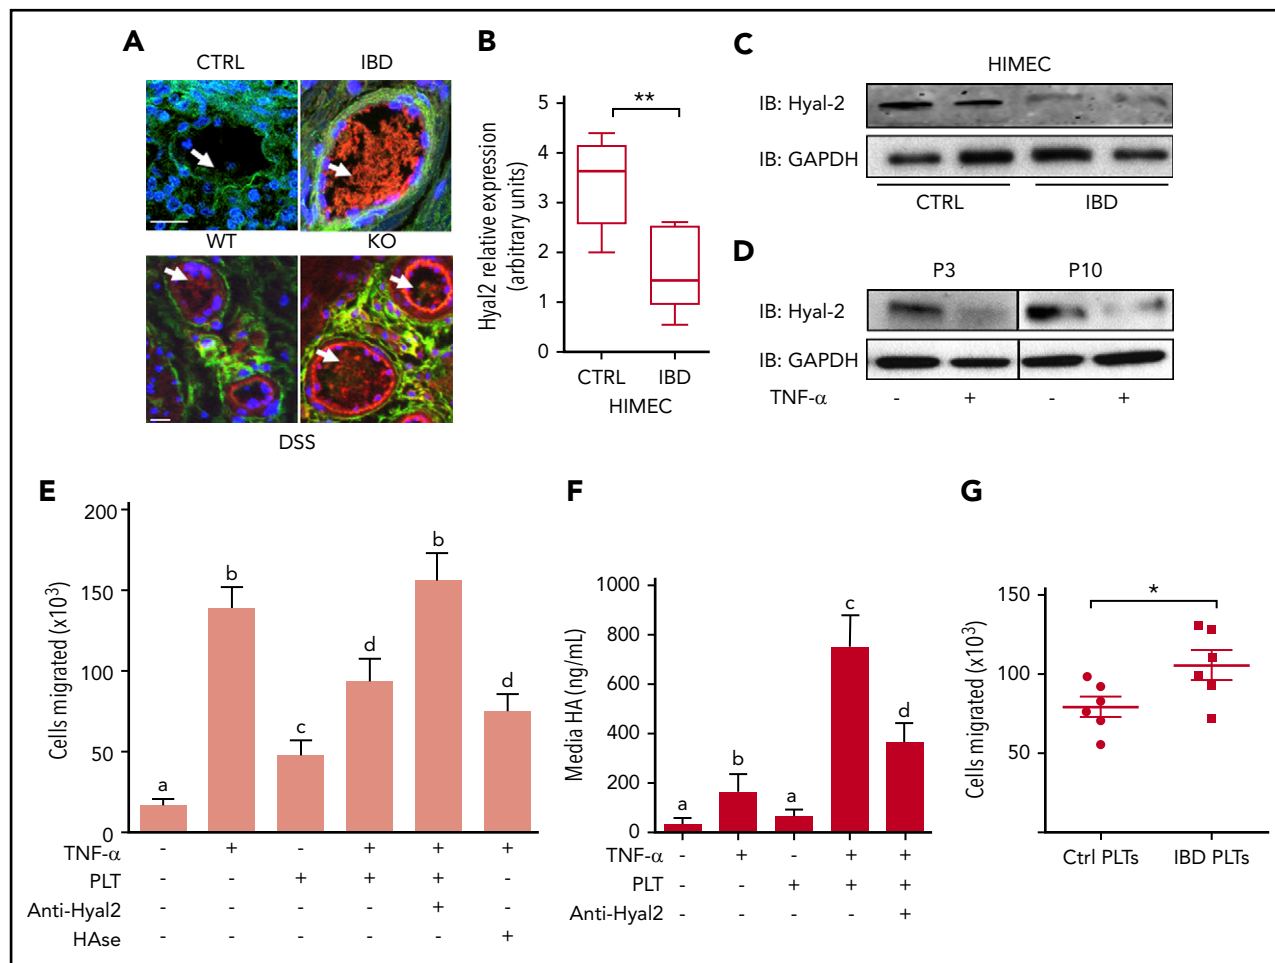 A
CTRL IBD
WT KO
DSS
B
Hyal2 relative expression
(arbitrary units)
5
4
3
2
1
0
**
CTRL IBD
HIMEC
C
HIMEC
IB: Hyal-2
IB: GAPDH
CTRL IBD
D
P3 P10
IB: Hyal-2
IB: GAPDH
TNF-α - + - +
E
Cells migrated (x10³)
200
150
100
50
0
a b c d b d
TNF-α - + - + + +
PLT - - + + + -
Anti-Hyal2 - - - - + -
HAse - - - - - +
F
Media HA (ng/mL)
1000
800
600
400
200
0
a b a c d
TNF-α - + - + +
PLT - - + + +
Anti-Hyal2 - - - - +
G
Cells migrated (x10³)
150
100
50
*
Ctrl PLTs IBD PLTs